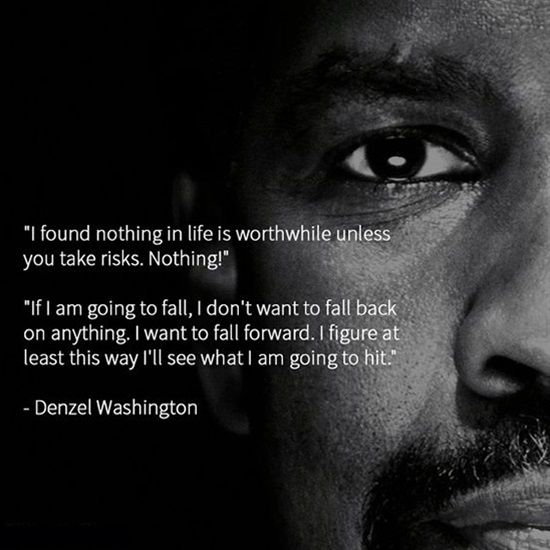 "I found nothing in life is worthwhile unless
you take risks. Nothing!"
"If I am going to fall, I don't want to fall back
on anything. I want to fall forward. I figure at
least this way I'll see what I am going to hit."
- Denzel Washington